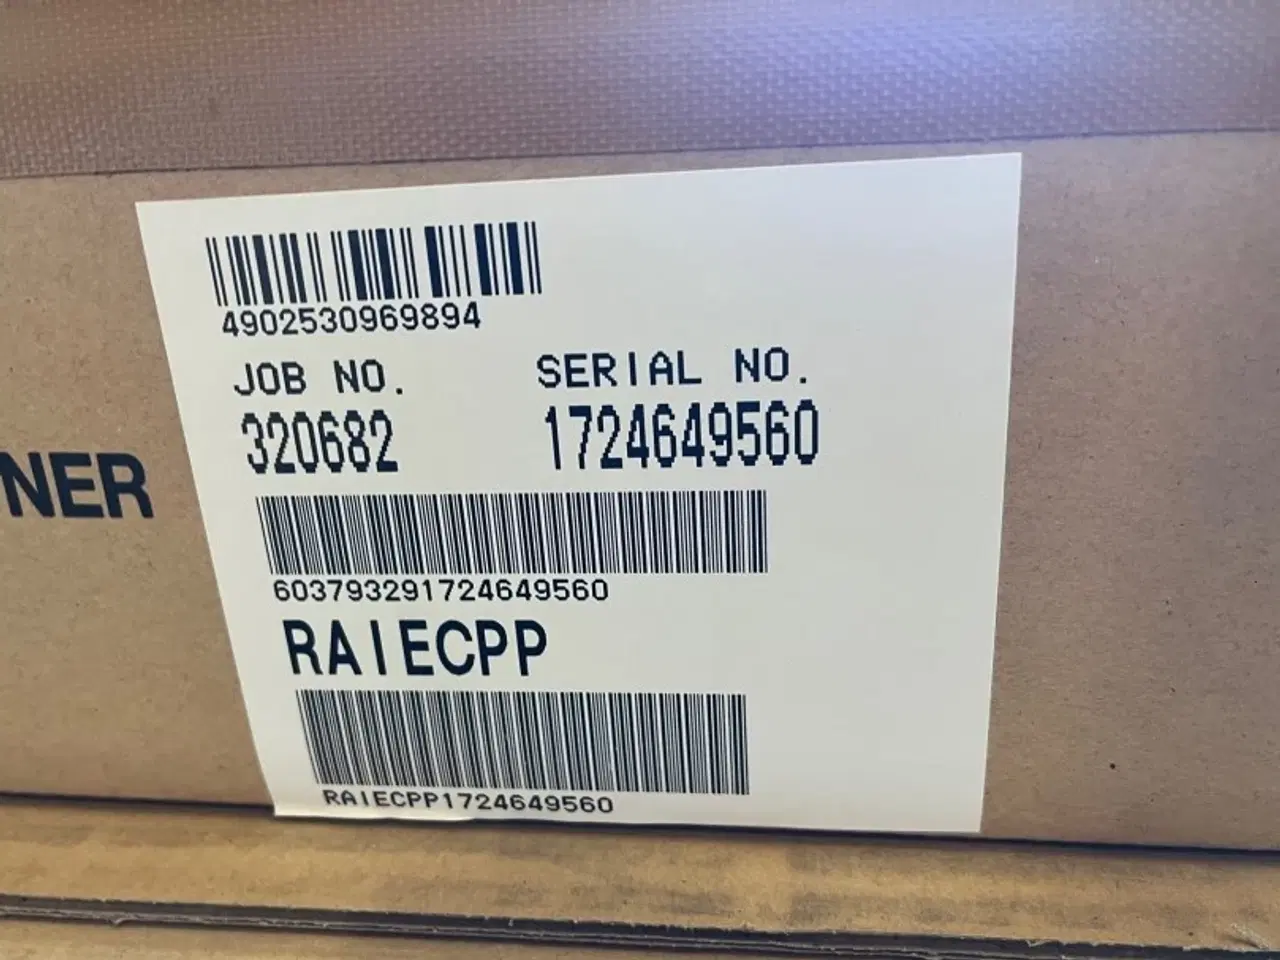 4902530969894
JOB NO. SERIAL NO.
320682 1724649560
NER
603793291724649560
RAIECPP
RAIECPP1724649560